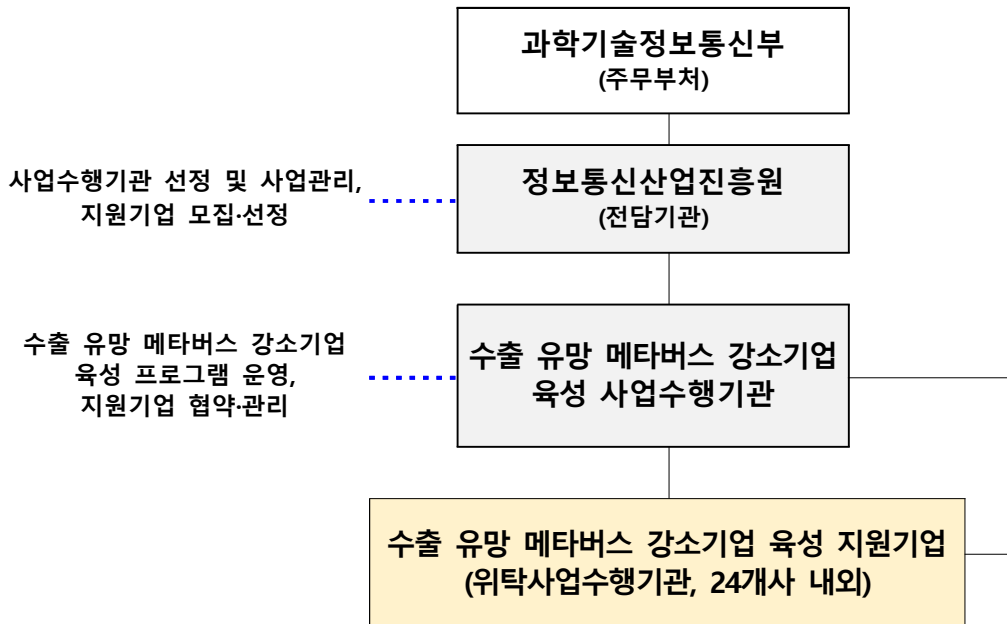 과학기술정보통신부
(주무부처)
사업수행기관 선정 및 사업관리,
지원기업 모집·선정
정보통신산업진흥원
(전담기관)
수출 유망 메타버스 강소기업
육성 프로그램 운영,
지원기업 협약·관리
수출 유망 메타버스 강소기업
육성 사업수행기관
수출 유망 메타버스 강소기업 육성 지원기업
(위탁사업수행기관, 24개사 내외)